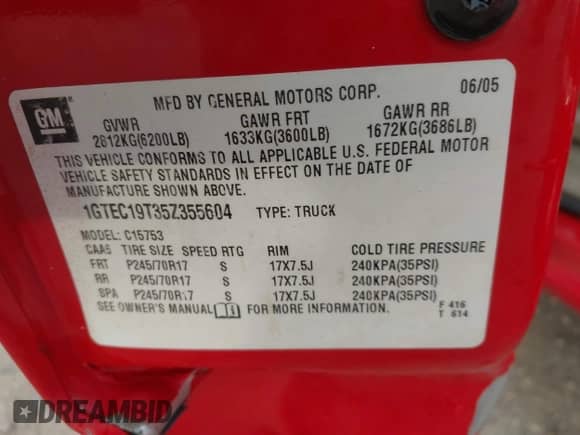 06/05
MFD BY GENERAL MOTORS CORP.
GM
GVWR GAWR FRT GAWR RR
2812KG(6200LB) 1633KG(3600LB) 1672KG(3686LB)
THIS VEHICLE CONFORMS TO ALL APPLICABLE U.S. FEDERAL MOTOR
VEHICLE SAFETY STANDARDS IN EFFECT ON THE DATE OF
MANUFACTURE SHOWN ABOVE.
1GTEC19T35Z355604 TYPE: TRUCK
MODEL: C15753
TIRE SIZE SPEED RTG RIM COLD TIRE PRESSURE
FRT P245/70R17 S 17X7.5J 240KPA(35PSI)
RR P245/70R17 S 17X7.5J 240KPA(35PSI)
SPA P245/70R17 S 17X7.5J 240KPA(35PSI)
SEE OWNER'S MANUAL FOR MORE INFORMATION.
F 416
T 614
DREAMBID